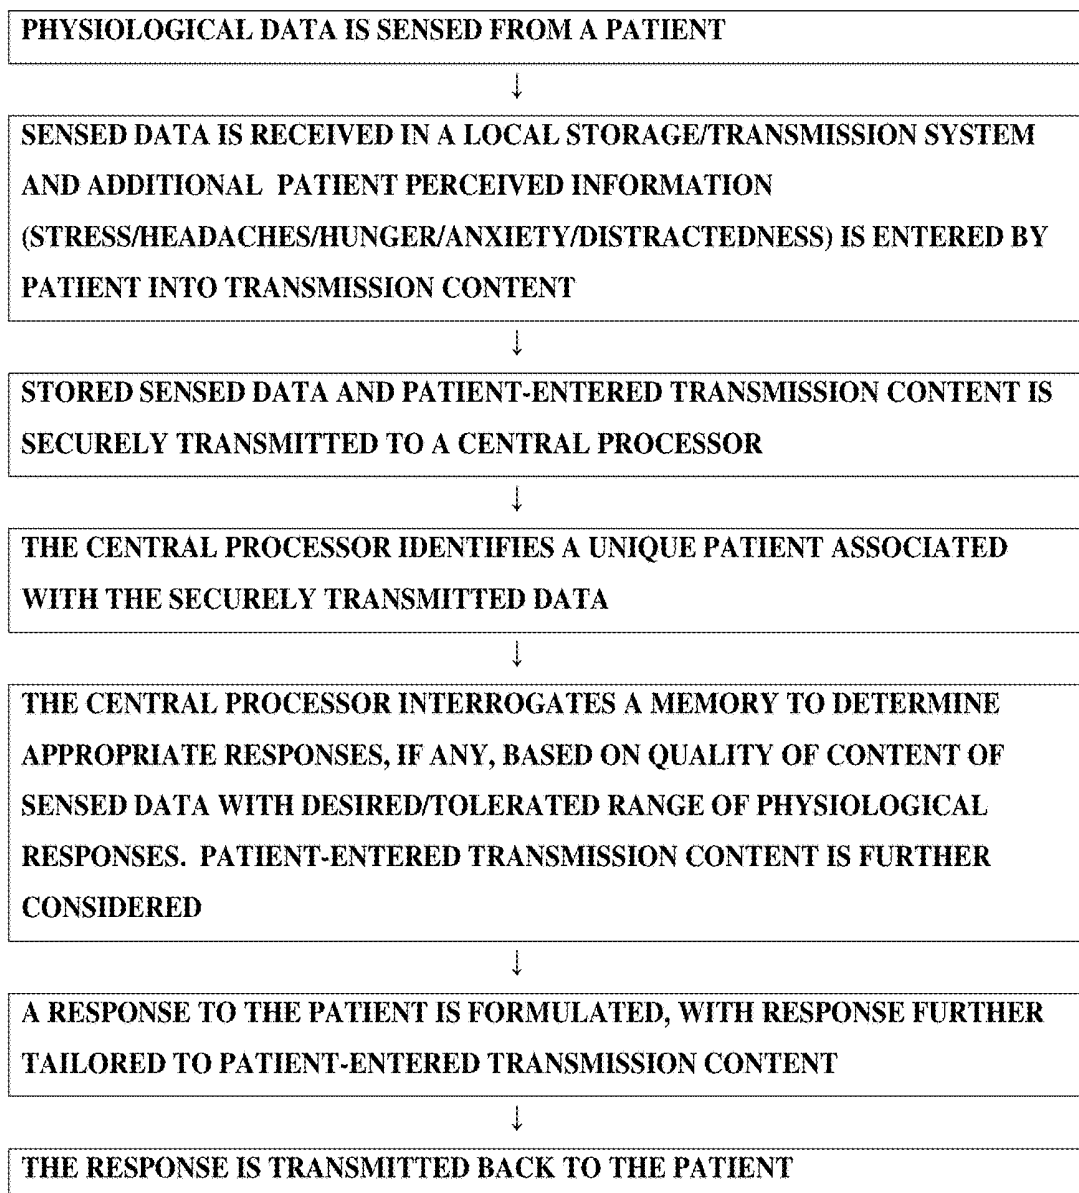 PHYSIOLOGICAL DATA IS SENSED FROM A PATIENT
↓
SENSED DATA IS RECEIVED IN A LOCAL STORAGE/TRANSMISSION SYSTEM
AND ADDITIONAL PATIENT PERCEIVED INFORMATION
(STRESS/HEADACHES/HUNGER/ANXIETY/DISTRACTEDNESS) IS ENTERED BY
PATIENT INTO TRANSMISSION CONTENT
↓
STORED SENSED DATA AND PATIENT-ENTERED TRANSMISSION CONTENT IS
SECURELY TRANSMITTED TO A CENTRAL PROCESSOR
↓
THE CENTRAL PROCESSOR IDENTIFIES A UNIQUE PATIENT ASSOCIATED
WITH THE SECURELY TRANSMITTED DATA
↓
THE CENTRAL PROCESSOR INTERROGATES A MEMORY TO DETERMINE
APPROPRIATE RESPONSES, IF ANY, BASED ON QUALITY OF CONTENT OF
SENSED DATA WITH DESIRED/TOLERATED RANGE OF PHYSIOLOGICAL
RESPONSES. PATIENT-ENTERED TRANSMISSION CONTENT IS FURTHER
CONSIDERED
↓
A RESPONSE TO THE PATIENT IS FORMULATED, WITH RESPONSE FURTHER
TAILORED TO PATIENT-ENTERED TRANSMISSION CONTENT
↓
THE RESPONSE IS TRANSMITTED BACK TO THE PATIENT